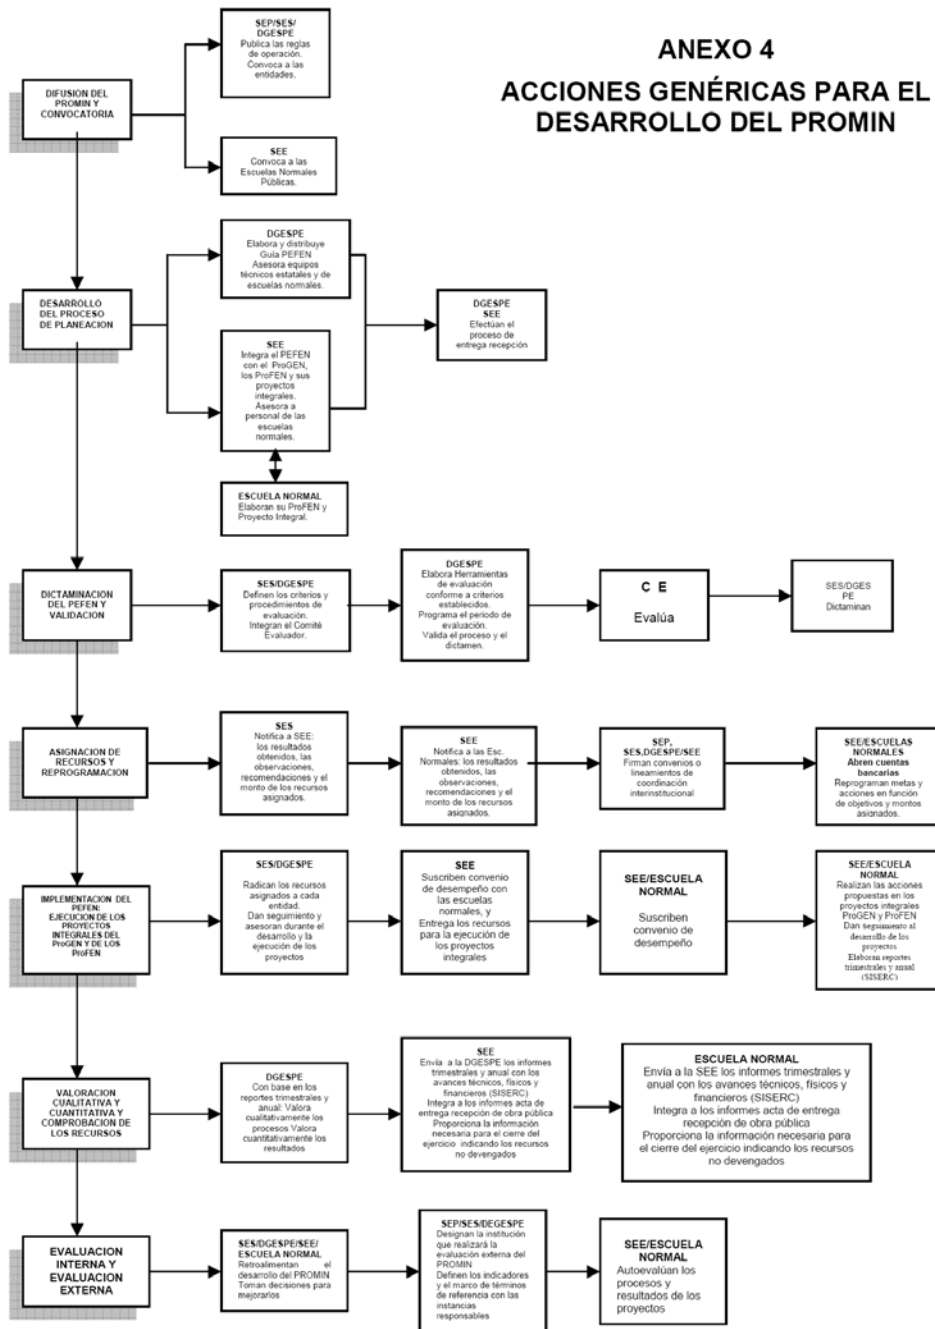 ANEXO 4
ACCIONES GENÉRICAS PARA EL
DESARROLLO DEL PROMIN
DIFUSION DEL
PROMIN Y
CONVOCATORIA
SEP/SES/
DGESPE
Publica las reglas
de operación.
Convoca a las
entidades.
SEE
Convoca a las
Escuelas Normales
Públicas.
DESARROLLO
DEL PROCESO
DE PLANEACION
DGESPE
Elabora y distribuye
Guía PEFEN
Asesora equipos
técnicos estatales y de
escuelas normales.
SEE
Integra el PEFEN
con el ProGEN,
los ProFEN y sus
proyectos
integrales.
Asesora a
personal de las
escuelas
normales.
ESCUELA NORMAL
Elaboran su ProFEN y
Proyecto Integral.
DGESPE
SEE
Efectúan el
proceso de
entrega recepción
DICTAMINACION
DEL PEFEN Y
VALIDACION
SES/DGESPE
Definen los criterios y
procedimientos de
evaluación.
Integran el Comité
Evaluador.
DGESPE
Elabora Herramientas
de evaluación
conforme a criterios
establecidos.
Programa el periodo de
evaluación.
Valida el proceso y el
dictamen.
C E
Evalúa
SES/DGES
PE
Dictaminan
ASIGNACION DE
RECURSOS Y
REPROGRAMACION
SES
Notifica a SEE:
los resultados
obtenidos, las
observaciones,
recomendaciones y el
monto de los recursos
asignados.
SEE
Notifica a las Esc.
Normales: los resultados
obtenidos, las
observaciones,
recomendaciones y el
monto de los recursos
asignados.
SEP,
SES,DGESPE/SEE
Firman convenios o
lineamientos de
coordinación
interinstitucional
SEE/ESCUELAS
NORMALES
Abren cuentas
bancarias
Reprograman metas y
acciones en función
de objetivos y montos
asignados.
IMPLEMENTACION DEL
PEFEN:
EJECUCION DE LOS
PROYECTOS
INTEGRALES DEL
ProGEN Y DE LOS
ProFEN
SES/DGESPE
Radican los recursos
asignados a cada
entidad.
Dan seguimiento y
asesoran durante el
desarrollo y la
ejecución de los
proyectos
SEE
Suscriben convenio
de desempeño con
las escuelas
normales, y
Entrega los recursos
para la ejecución de
los proyectos
integrales
SEE/ESCUELA
NORMAL
Suscriben
convenio de
desempeño
SEE/ESCUELA
NORMAL
Realizan las acciones
propuestas en los
proyectos integrales
ProGEN y ProFEN
Dan seguimiento al
desarrollo de los
proyectos
Elaboran reportes
trimestrales y anual
(SISERC)
VALORACION
CUALITATIVA Y
CUANTITATIVA Y
COMPROBACION DE
LOS RECURSOS
DGESPE
Con base en los
reportes trimestrales y
anual: Valora
cualitativamente los
procesos Valora
cuantitativamente los
resultados
SEE
Envía a la DGESPE los informes
trimestrales y anual con los
avances técnicos, físicos y
financieros (SISERC)
Integra a los informes acta de
entrega recepción de obra pública
Proporciona la información
necesaria para el cierre del
ejercicio indicando los recursos
no devengados
ESCUELA NORMAL
Envía a la SEE los informes trimestrales y
anual con los avances técnicos, físicos y
financieros (SISERC)
Integra a los informes acta de entrega
recepción de obra pública
Proporciona la información necesaria para
el cierre del ejercicio indicando los recursos
no devengados
EVALUACION
INTERNA Y
EVALUACION
EXTERNA
SES/DGESPE/SEE/
ESCUELA NORMAL
Retroalimentan el
desarrollo del PROMIN
Toman decisiones para
mejorarlos
SEP/SES/DEGESPE
Designan la institución
que realizará la
evaluación externa del
PROMIN
Definen los indicadores
y el marco de términos
de referencia con las
instancias
responsables
SEE/ESCUELA
NORMAL
Autoevalúan los
procesos y
resultados de los
proyectos